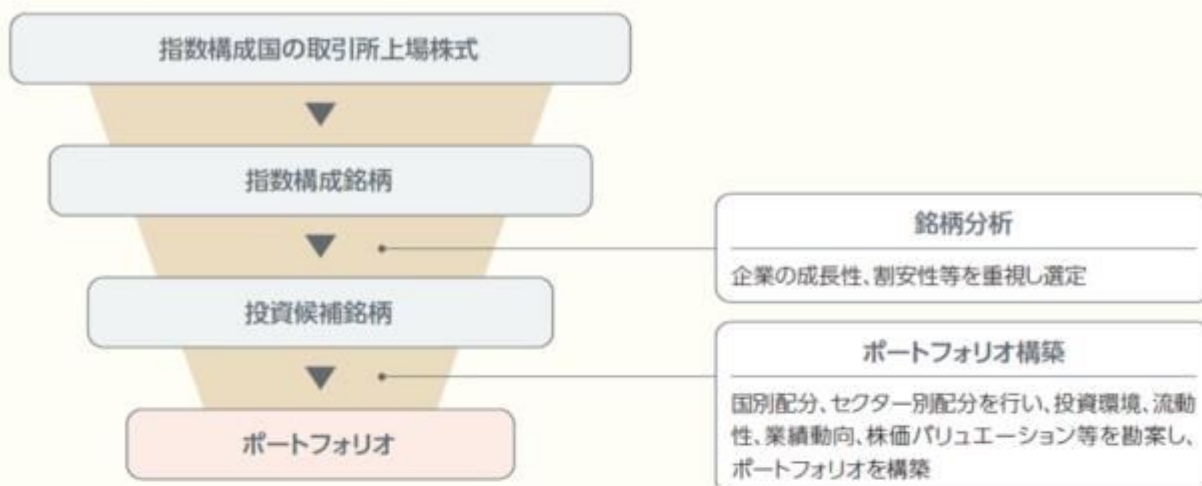 指数構成国の取引所上場株式
指数構成銘柄
銘柄分析
企業の成長性、割安性等を重視し選定
投資候補銘柄
ポートフォリオ構築
国別配分、セクター別配分を行い、投資環境、流動
性、業績動向、株価バリュエーション等を勘案し、
ポートフォリオを構築
ポートフォリオ